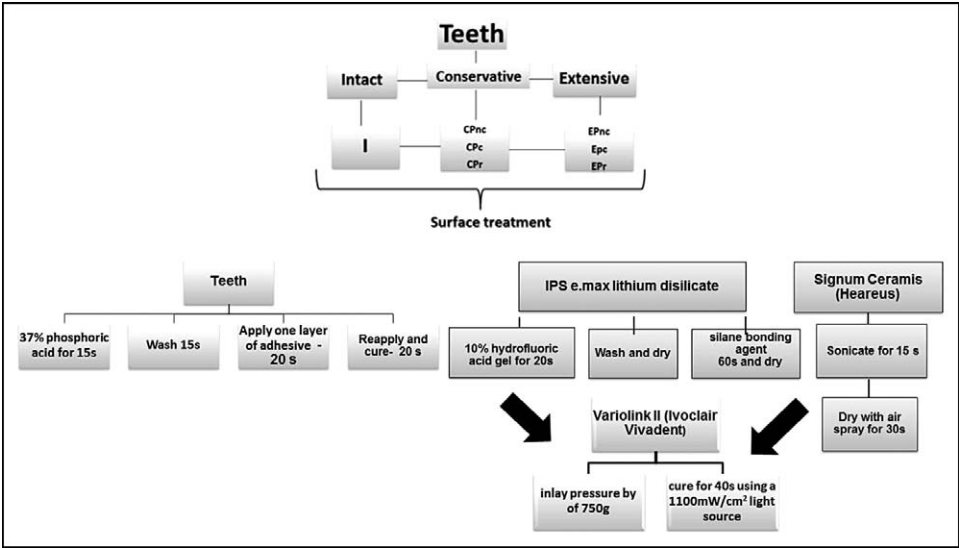 Teeth
Intact
Conservative
Extensive
I
CPnc
CPc
CPr
EPnc
Epc
EPr
Surface treatment
Teeth
37% phosphoric
acid for 15s
Wash 15s
Apply one layer
of adhesive -
20 s
Reapply and
cure- 20 s
IPS e.max lithium disilicate
10% hydrofluoric
acid gel for 20s
Wash and dry
silane bonding
agent
60s and dry
Signum Ceramis
(Heareus)
Sonicate for 15 s
Dry with air
spray for 30s
Variolink II (Ivoclair
Vivadent)
inlay pressure by
of 750g
cure for 40s using a
1100mW/cm² light
source